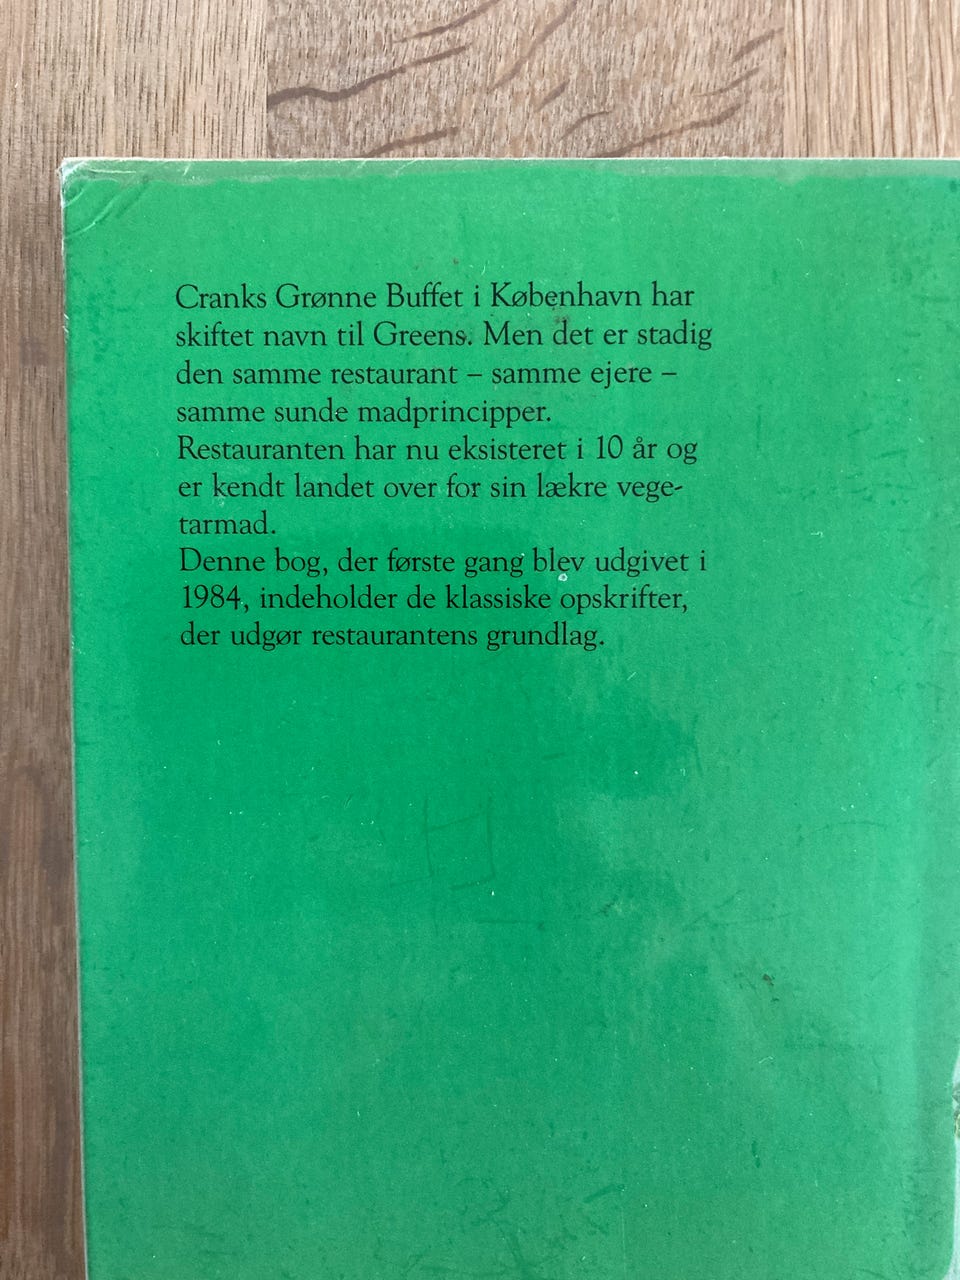 Cranks Grønne Buffet i København har
skiftet navn til Greens. Men det er stadig
den samme restaurant – samme ejere –
samme sunde madprincipper.
Restauranten har nu eksisteret i 10 år og
er kendt landet over for sin lækre vege-
tarmad.
Denne bog, der første gang blev udgivet i
1984, indeholder de klassiske opskrifter,
der udgør restaurantens grundlag.